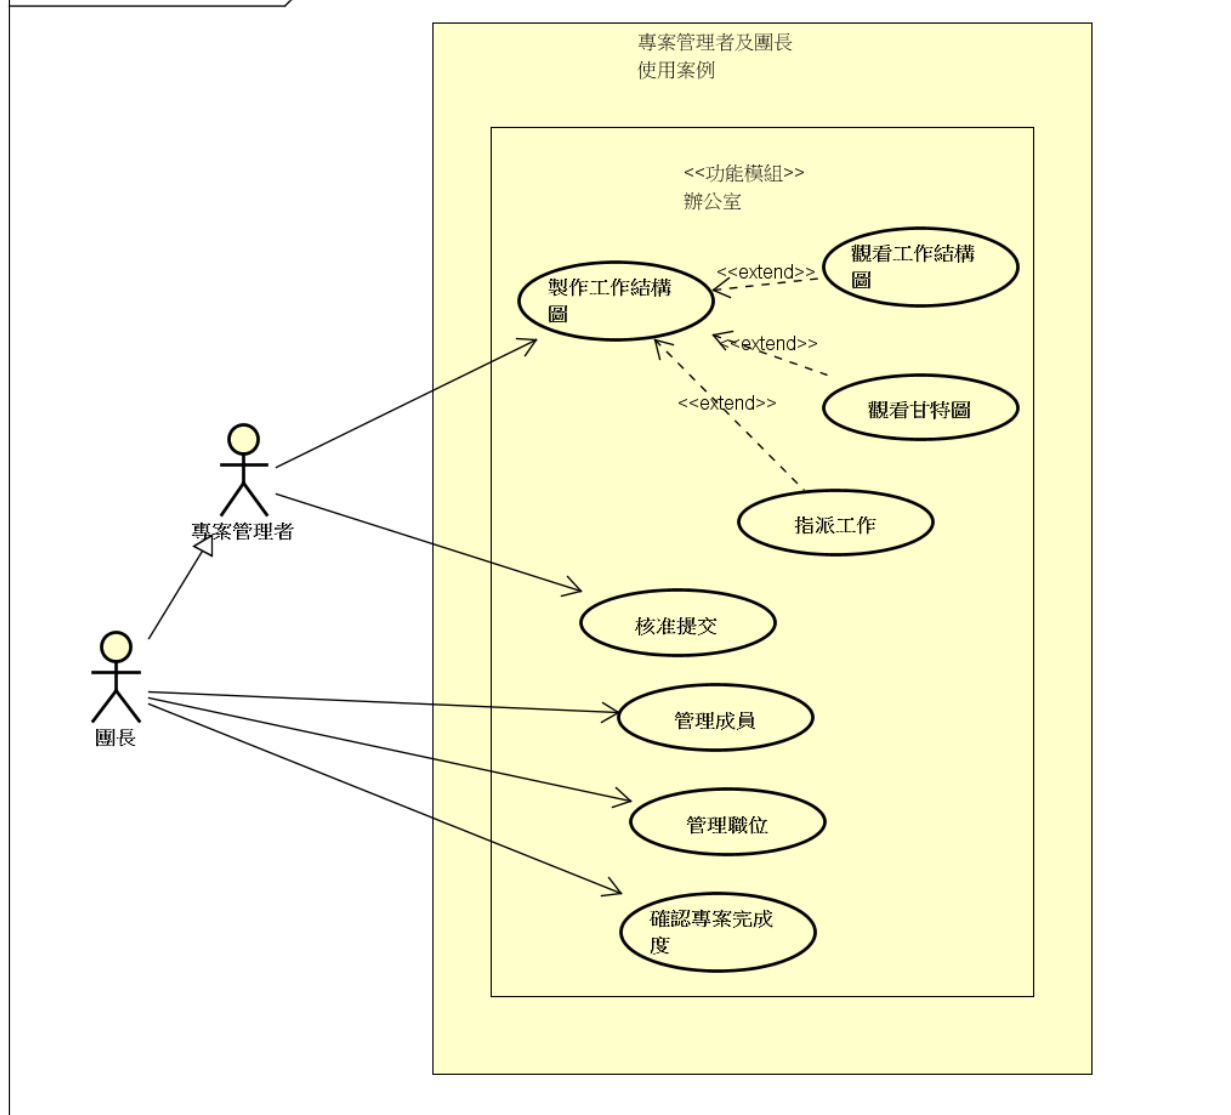 專案管理者及團長
使用案例
<<功能模組>>
辦公室
觀看工作結構
圖
<<extend>>
製作工作結構
圖
<<extend>>
觀看甘特圖
<<extend>>
指派工作
專案管理者
核准提交
團長
管理成員
管理職位
確認專案完成
度